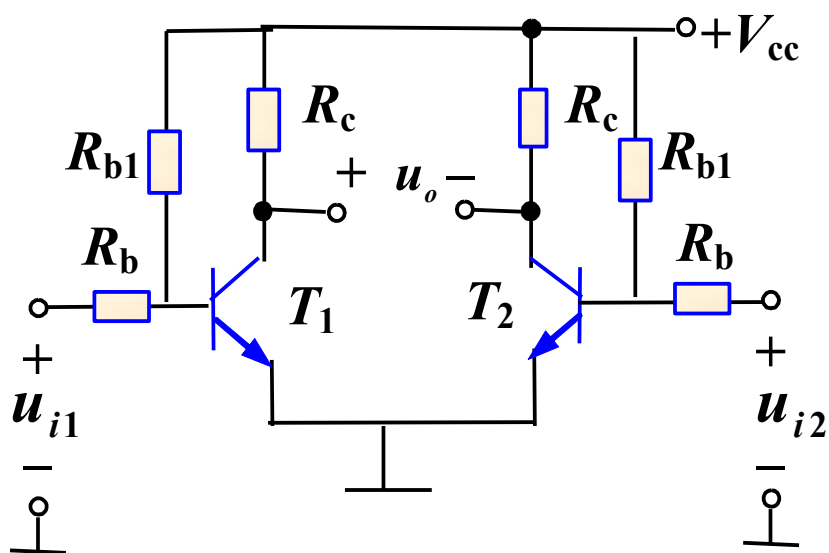 +Vcc
Rc
Rc
Rb1
+ uo −
Rb1
Rb
Rb
T1
T2
+
+
ui1
ui2
−
−